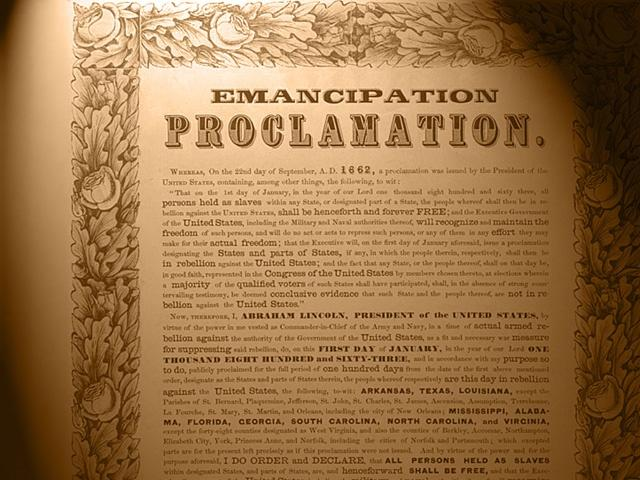 EMANCIPATION
PROCLAMATION.
WHEREAS, On the 22nd day of September, A. D. 1662, a proclamation was issued by the President of the
UNITED STATES, containing, among other things, the following, to wit:
"That on the 1st day of January, in the year of our Lord one thousand eight hundred and sixty three, all
persons held as slaves within any State, or designated part of a State, the people whereof shall then be in re-
bellion against the UNITED STATES, shall be henceforth and forever FREE; and the Executive Government
of the United States, including the Military and Naval authorities thereof, will recognize and maintain the
freedom of such persons, and will do no act or acts to repress such persons, or any of them in any effort they may
make for their actual freedom; that the Executive will, on the first day of January aforesaid, issue a proclamation
designating the States and parts of States, if any, in which the people therein, respectively, shall then be
in rebellion against the United States; and the fact that any State, or the people thereof, shall on that day be,
in good faith, represented in the Congress of the United States by members chosen thereto, at elections wherein
a majority of the qualified voters of such States shall have participated, shall, in the absence of strong coun-
tervailing testimony, be deemed conclusive evidence that such State and the people thereof, are not in re-
bellion against the United States."
NOW, THEREFORE, I, ABRAHAM LINCOLN, PRESIDENT of the UNITED STATES, by
virtue of the power in me vested as Commander-in-Chief of the Army and Navy, in a time of actual armed re-
bellion against the authority of the Government of the United States, as a fit and necessary war measure
for suppressing said rebellion, do, on this FIRST DAY of JANUARY, in the year of our Lord ONE
THOUSAND EIGHT HUNDRED and SIXTY-THREE, and in accordance with my purpose so
to do, publicly proclaimed for the full period of one hundred days from the date of the first above mentioned
order, designate as the States and parts of States therein, the people whereof respectively are this day in rebellion
against the United States, the following, to-wit: ARKANSAS, TEXAS, LOUISIANA, except the
Parishes of St. Bernard, Plaquemine, Jefferson, St. John, St. Charles, St. James, Ascension, Assumption, Terrebonne,
La Fourche, St. Mary, St. Martin, and Orleans, including the city of New Orleans; MISSISSIPPI, ALABA-
MA, FLORIDA, GEORGIA, SOUTH CAROLINA, NORTH CAROLINA, and VIRGINIA,
except the forty-eight counties designated as West Virginia, and also the counties of Berkley, Accomac, Northampton,
Elizabeth City, York, Princess Anne, and Norfolk, including the cities of Norfolk and Portsmouth; which excepted
parts are for the present left precisely as if this proclamation were not issued. And by virtue of the power and for the
purpose aforesaid, I DO ORDER and DECLARE, that ALL PERSONS HELD AS SLAVES
within designated States, and parts of States, are, and henceforward SHALL BE FREE, and that the Exec-